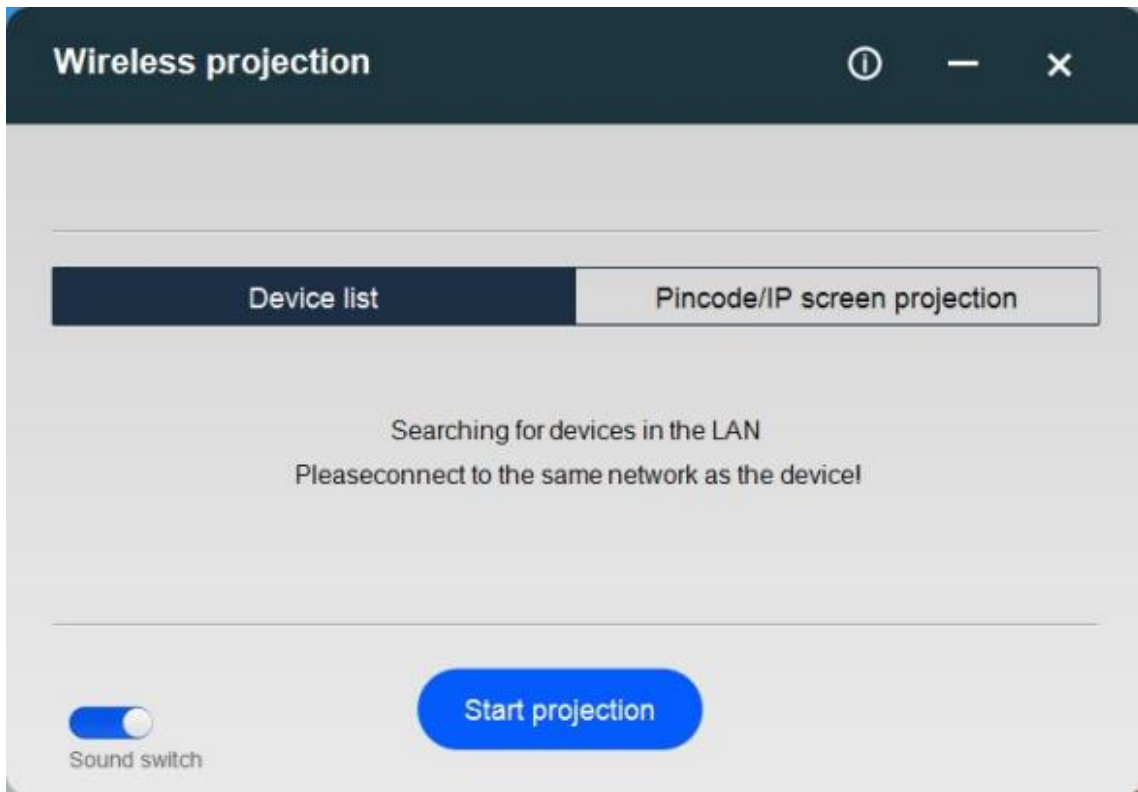 Wireless projection
Device list
Pincode/IP screen projection
Searching for devices in the LAN
Pleaseconnect to the same network as the device!
Start projection
Sound switch